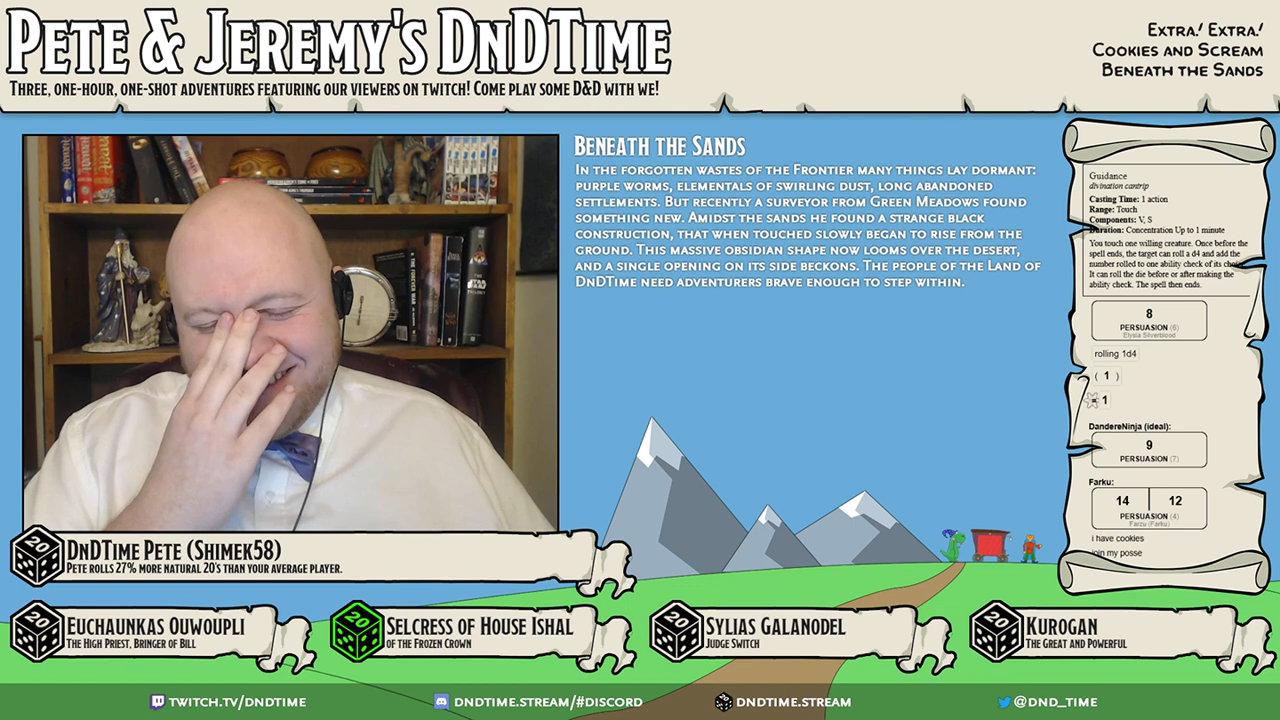 PETE & JEREMY'S DNDTIME
THREE, ONE-HOUR, ONE-SHOT ADVENTURES FEATURING OUR VIEWERS ON TWITCH! COME PLAY SOME D&D WITH WE!
EXTRA! EXTRA!
COOKIES AND SCREAM
BENEATH THE SANDS
BENEATH THE SANDS
IN THE FORGOTTEN WASTES OF THE FRONTIER MANY THINGS LAY DORMANT:
PURPLE WORMS, ELEMENTALS OF SWIRLING DUST, LONG ABANDONED
SETTLEMENTS. BUT RECENTLY A SURVEYOR FROM GREEN MEADOWS FOUND
SOMETHING NEW. AMIDST THE SANDS HE FOUND A STRANGE BLACK
CONSTRUCTION, THAT WHEN TOUCHED SLOWLY BEGAN TO RISE FROM THE
GROUND. THIS MASSIVE OBSIDIAN SHAPE NOW LOOMS OVER THE DESERT,
AND A SINGLE OPENING ON ITS SIDE BECKONS. THE PEOPLE OF THE LAND OF
DNDTIME NEED ADVENTURERS BRAVE ENOUGH TO STEP WITHIN.
Guidance
divination cantrip
Casting Time: 1 action
Range: Touch
Components: V, S
Duration: Concentration Up to 1 minute
You touch one willing creature. Once before the
spell ends, the target can roll a d4 and add the
number rolled to one ability check of its choice.
It can roll the die before or after making the
ability check. The spell then ends.
8
PERSUASION (6)
Elysia Silverblood
rolling 1d4
( 1 )
1
DandereNinja (ideal):
9
PERSUASION (7)
Farku:
14 12
PERSUASION (4)
Farzu (Farku)
i have cookies
join my posse
THE FOREVER WAR
STAR WARS
TRILOGY
20
DNDTIME PETE (SHIMEK58)
PETE ROLLS 27% MORE NATURAL 20'S THAN YOUR AVERAGE PLAYER.
20
EUCHAUNKAS OUWOUPLI
THE HIGH PRIEST, BRINGER OF BILL
20
SELCRESS OF HOUSE ISHAL
OF THE FROZEN CROWN
20
SYLIAS GALANODEL
JUDGE SWITCH
20
KUROGAN
THE GREAT AND POWERFUL
TWITCH.TV/DNDTIME
DNDTIME.STREAM/#DISCORD
DNDTIME.STREAM
@DND_TIME